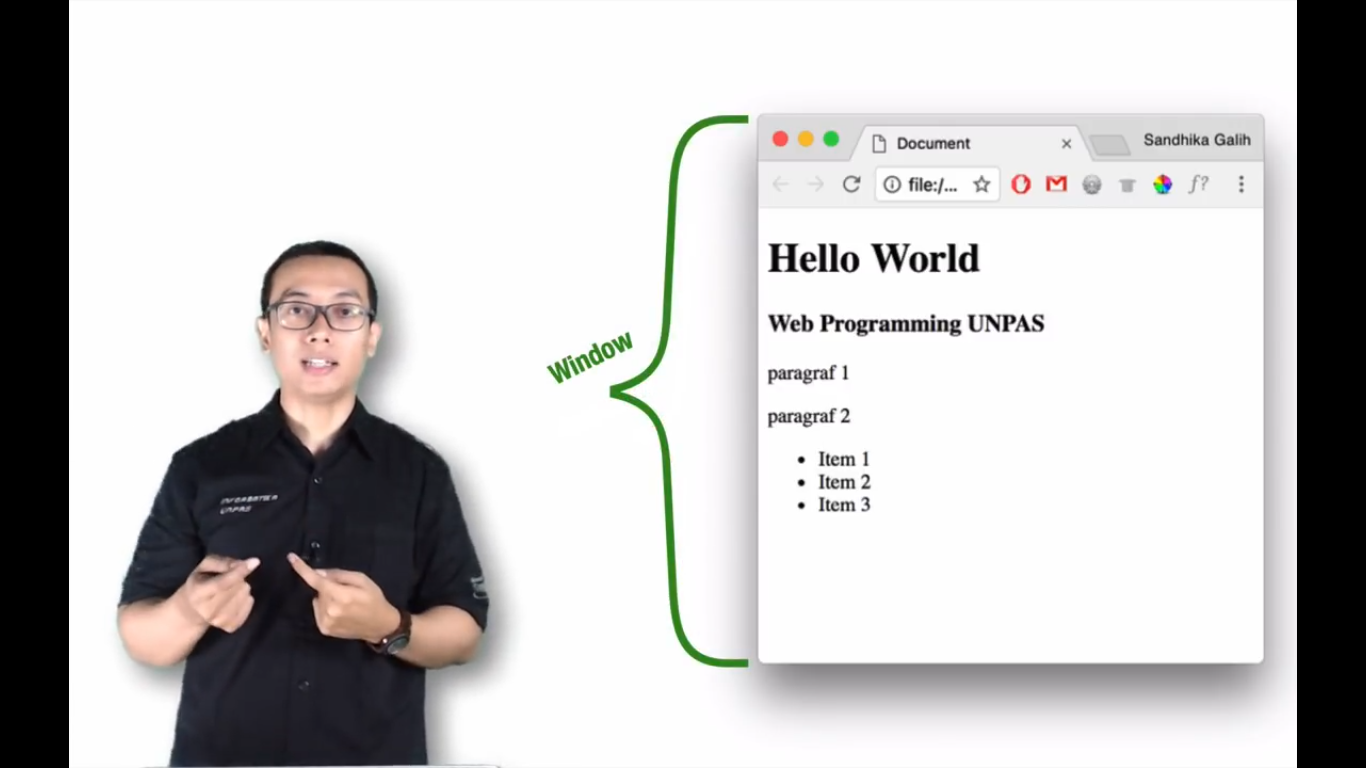 Document
Sandhika Galih
file:/...
f?
Hello World
Web Programming UNPAS
paragraf 1
paragraf 2
Item 1
Item 2
Item 3
Window
INFORMATIKA
UNPAS